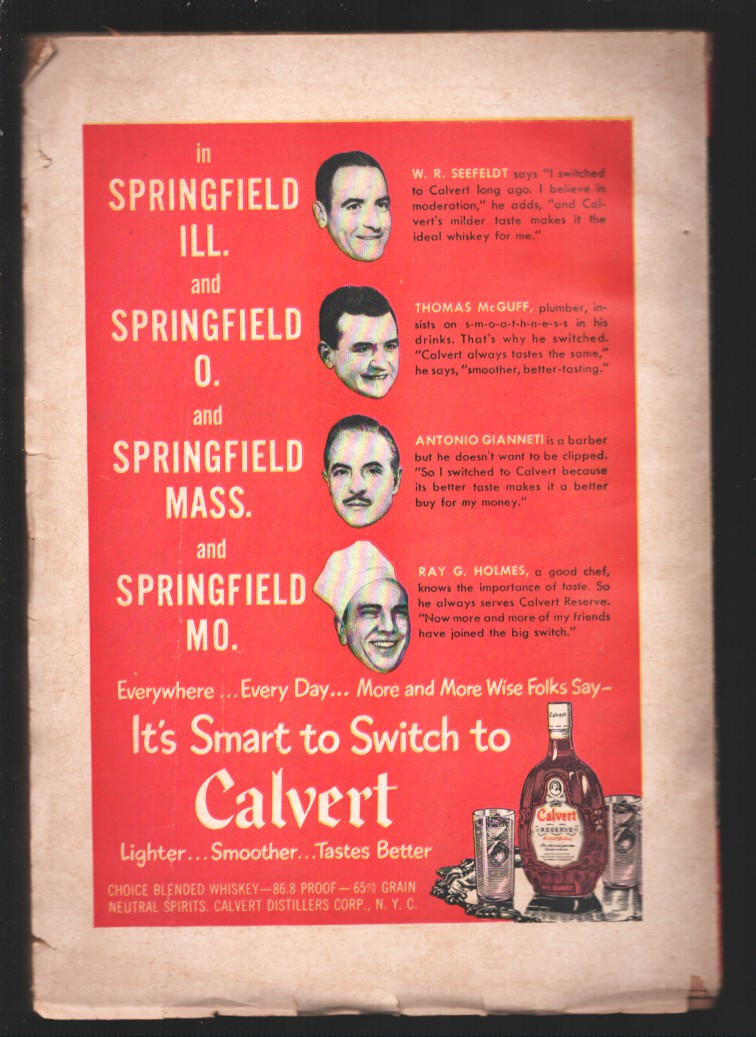 in
SPRINGFIELD
ILL.
W. R. SEEFELDT says "I switched
to Calvert long ago. I believe in
moderation," he adds, "and Cal-
vert's milder taste makes it the
ideal whiskey for me."
and
SPRINGFIELD
O.
THOMAS McGUFF, plumber, in-
sists on s-m-o-o-t-h-n-e-s-s in his
drinks. That's why he switched.
"Calvert always tastes the same,"
he says, "smoother, better-tasting."
and
SPRINGFIELD
MASS.
ANTONIO GIANNETI is a barber
but he doesn't want to be clipped.
"So I switched to Calvert because
its better taste makes it a better
buy for my money."
and
SPRINGFIELD
MO.
RAY G. HOLMES, a good chef,
knows the importance of taste. So
he always serves Calvert Reserve.
"Now more and more of my friends
have joined the big switch."
Everywhere ... Every Day... More and More Wise Folks Say–
It's Smart to Switch to
Calvert
Lighter...Smoother...Tastes Better
CHOICE BLENDED WHISKEY—86.8 PROOF—65% GRAIN
NEUTRAL SPIRITS. CALVERT DISTILLERS CORP., N. Y. C.
Calvert
Calvert
RESERVE